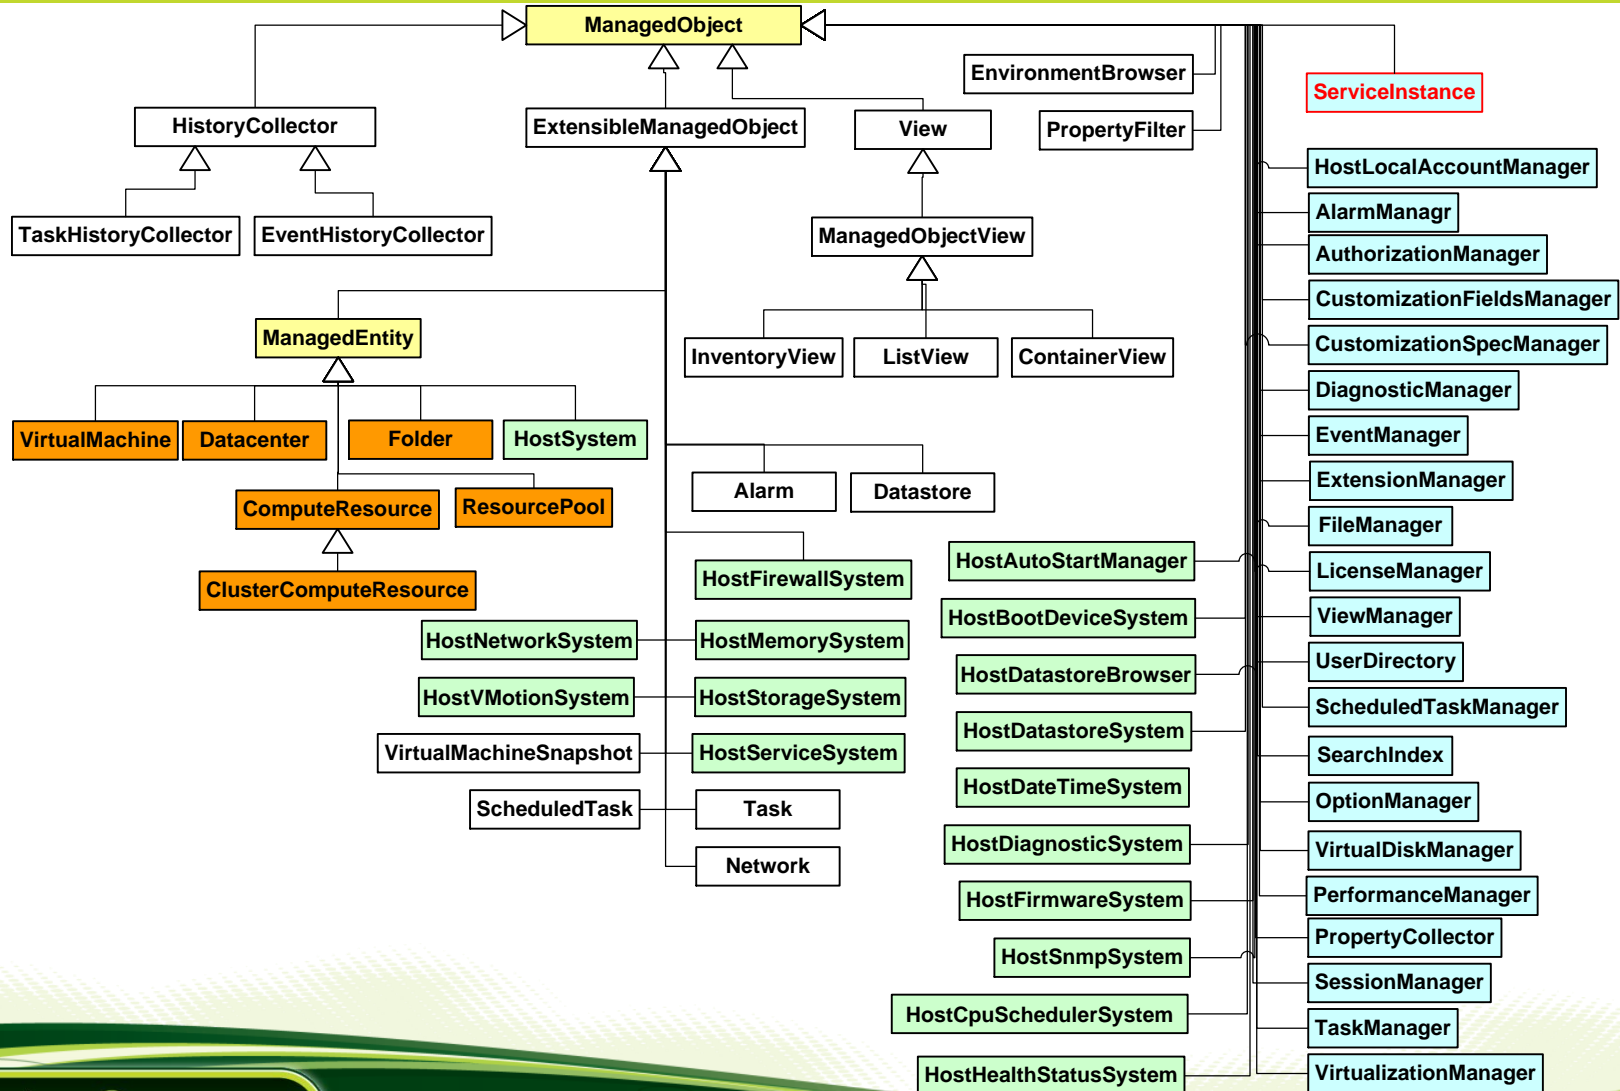 ManagedObject
EnvironmentBrowser
ServiceInstance
HistoryCollector
ExtensibleManagedObject
View
PropertyFilter
HostLocalAccountManager
AlarmManagr
TaskHistoryCollector
EventHistoryCollector
ManagedObjectView
AuthorizationManager
CustomizationFieldsManager
ManagedEntity
InventoryView
ListView
ContainerView
CustomizationSpecManager
DiagnosticManager
VirtualMachine
Datacenter
Folder
HostSystem
EventManager
Alarm
Datastore
ExtensionManager
ComputeResource
ResourcePool
FileManager
HostFirewallSystem
HostAutoStartManager
LicenseManager
ClusterComputeResource
HostBootDeviceSystem
ViewManager
HostNetworkSystem
HostMemorySystem
UserDirectory
HostDatastoreBrowser
HostVMotionSystem
HostStorageSystem
ScheduledTaskManager
HostDatastoreSystem
VirtualMachineSnapshot
HostServiceSystem
SearchIndex
HostDateTimeSystem
ScheduledTask
Task
OptionManager
HostDiagnosticSystem
VirtualDiskManager
Network
HostFirmwareSystem
PerformanceManager
PropertyCollector
HostSnmpSystem
SessionManager
HostCpuSchedulerSystem
TaskManager
HostHealthStatusSystem
VirtualizationManager